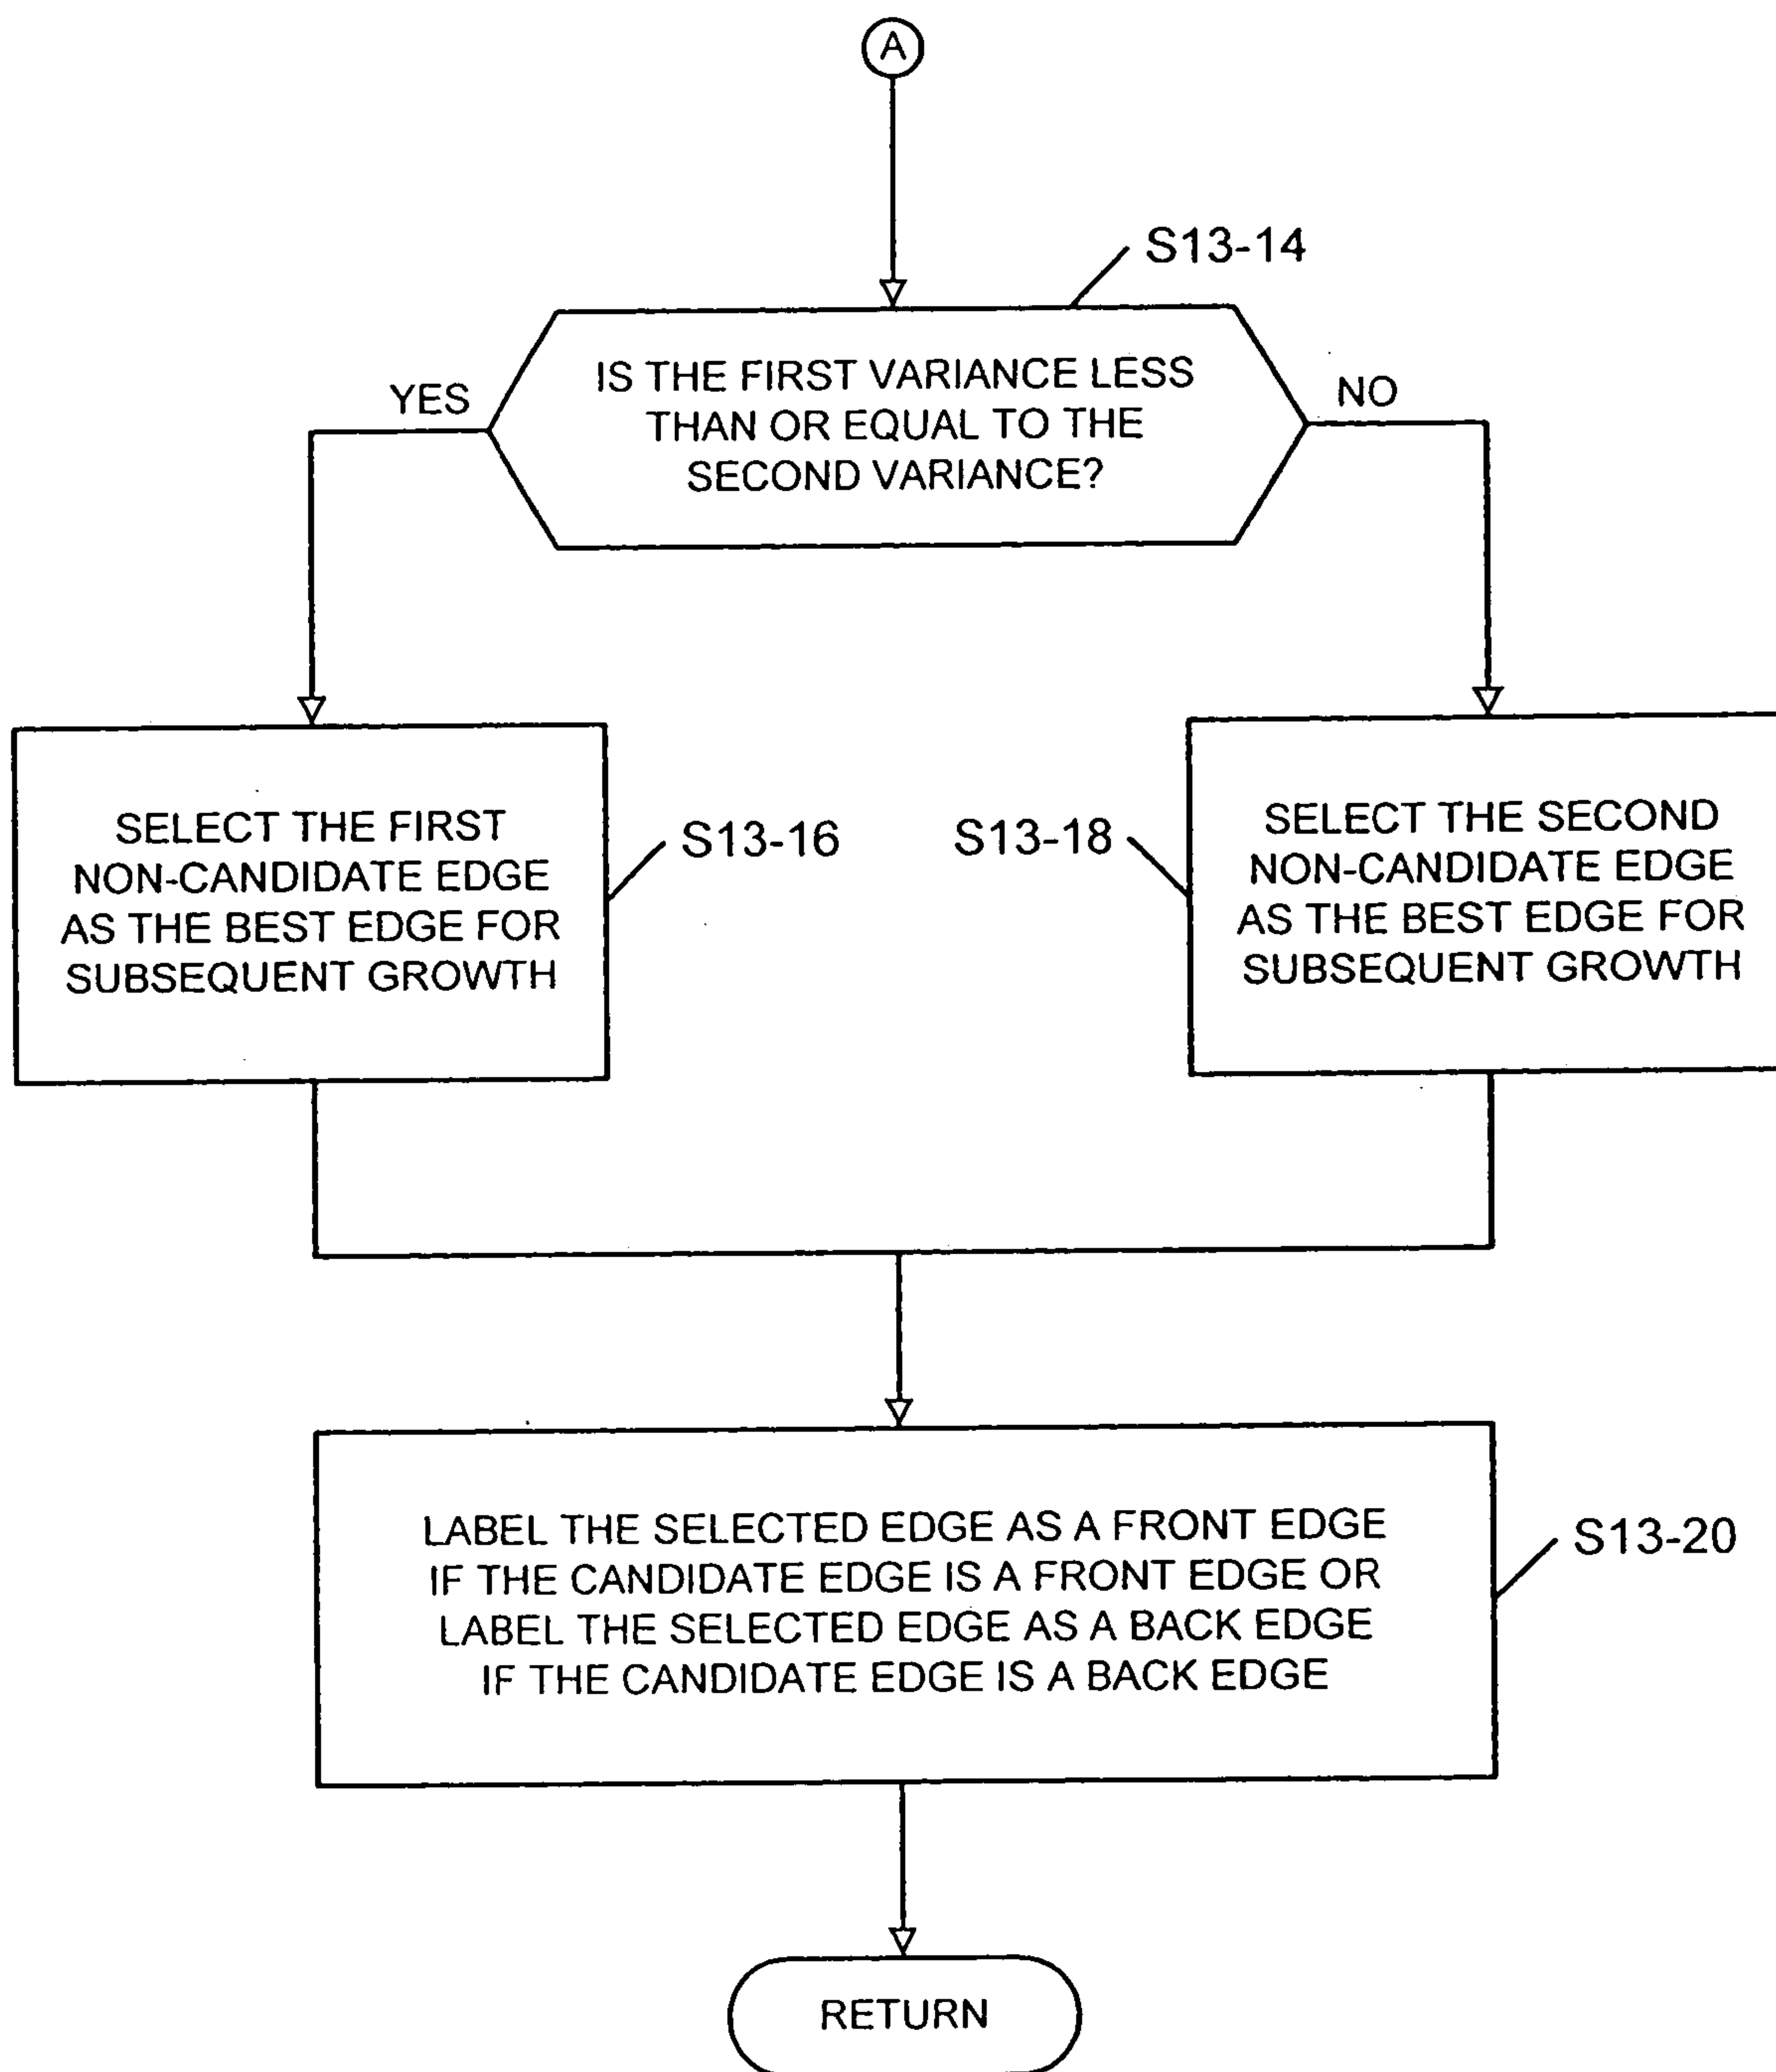 A
S13-14
IS THE FIRST VARIANCE LESS
THAN OR EQUAL TO THE
SECOND VARIANCE?
YES
NO
SELECT THE FIRST
NON-CANDIDATE EDGE
AS THE BEST EDGE FOR
SUBSEQUENT GROWTH
S13-16
S13-18
SELECT THE SECOND
NON-CANDIDATE EDGE
AS THE BEST EDGE FOR
SUBSEQUENT GROWTH
LABEL THE SELECTED EDGE AS A FRONT EDGE
IF THE CANDIDATE EDGE IS A FRONT EDGE OR
LABEL THE SELECTED EDGE AS A BACK EDGE
IF THE CANDIDATE EDGE IS A BACK EDGE
S13-20
RETURN